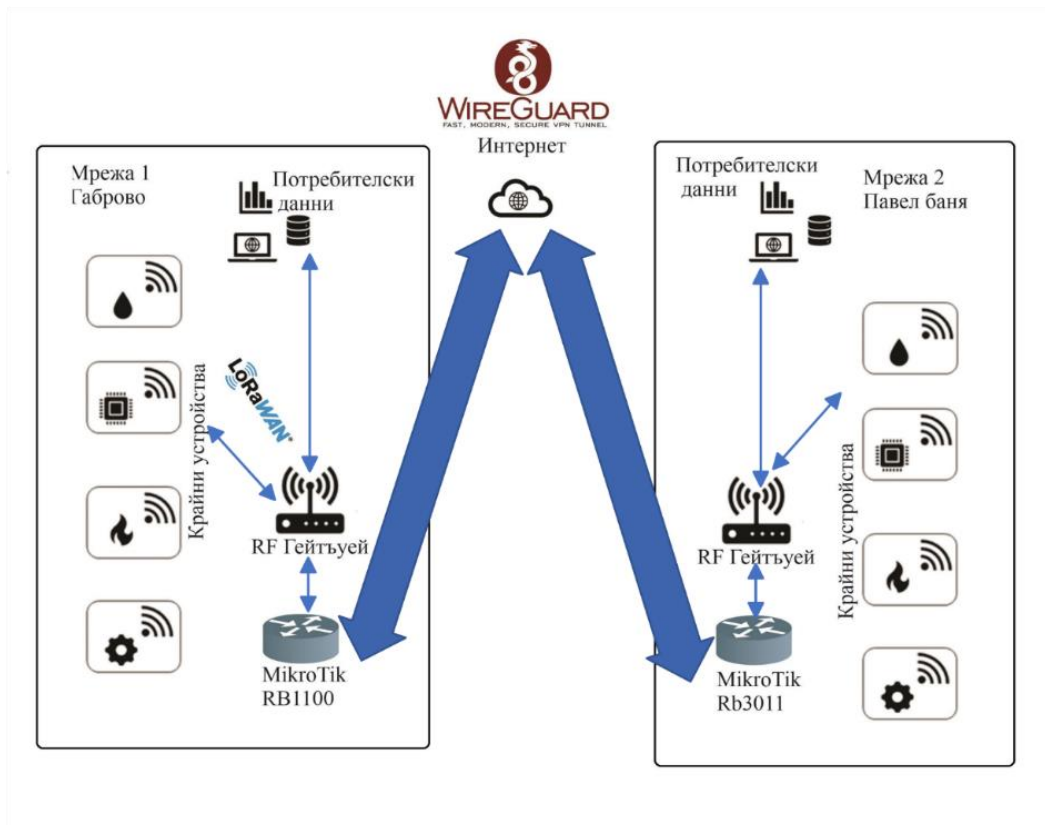 WIREGUARD
FAST, MODERN, SECURE VPN TUNNEL
Интернет
Мрежа 1
Габрово
Потребителски
данни
LoRaWAN®
Крайни устройства
RF Гейтъуей
MikroTik
RB1100
Потребителски
данни
Мрежа 2
Павел баня
Крайни устройства
RF Гейтъуей
MikroTik
Rb3011